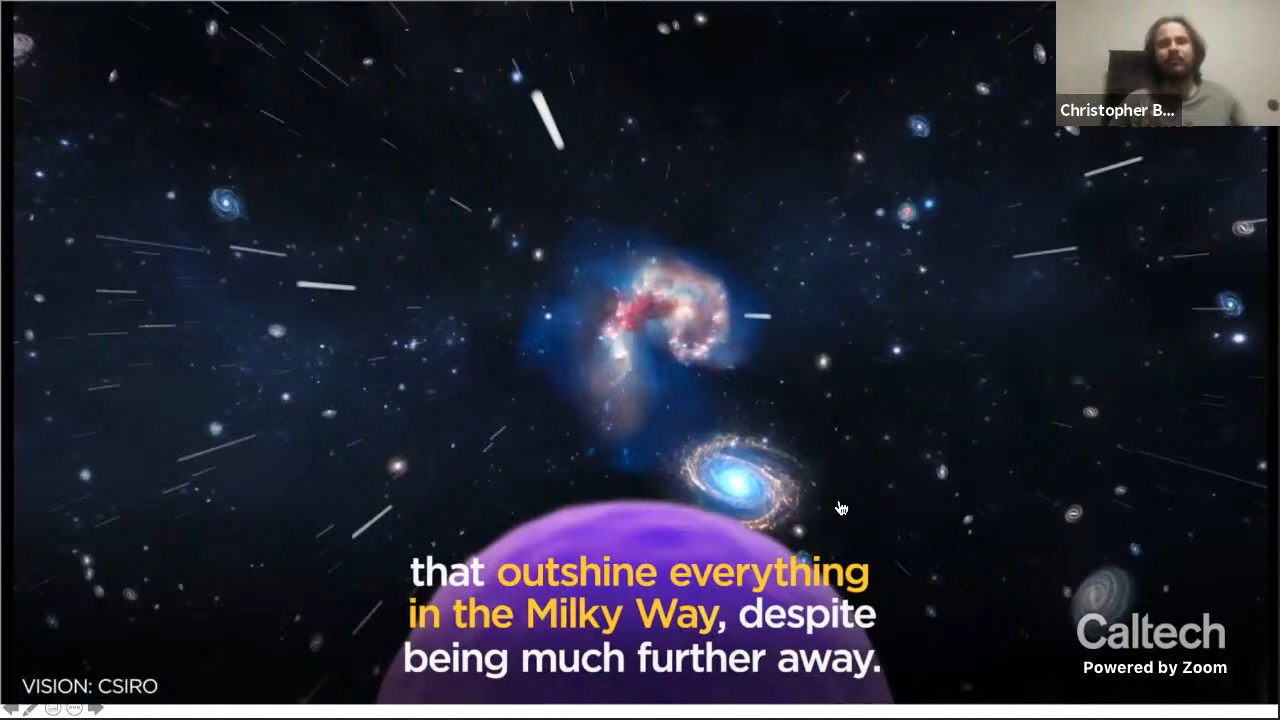 Christopher B...
that outshine everything
in the Milky Way, despite
being much further away.
Caltech
Powered by Zoom
VISION: CSIRO